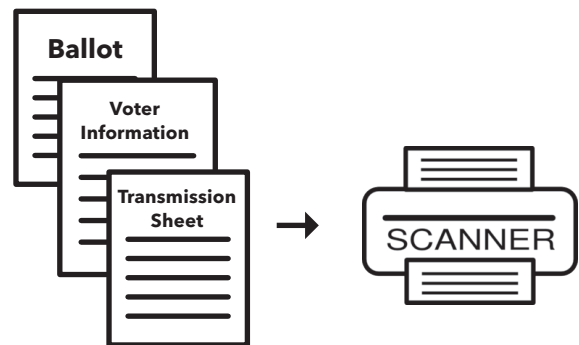 Ballot
Voter
Information
Transmission
Sheet
SCANNER